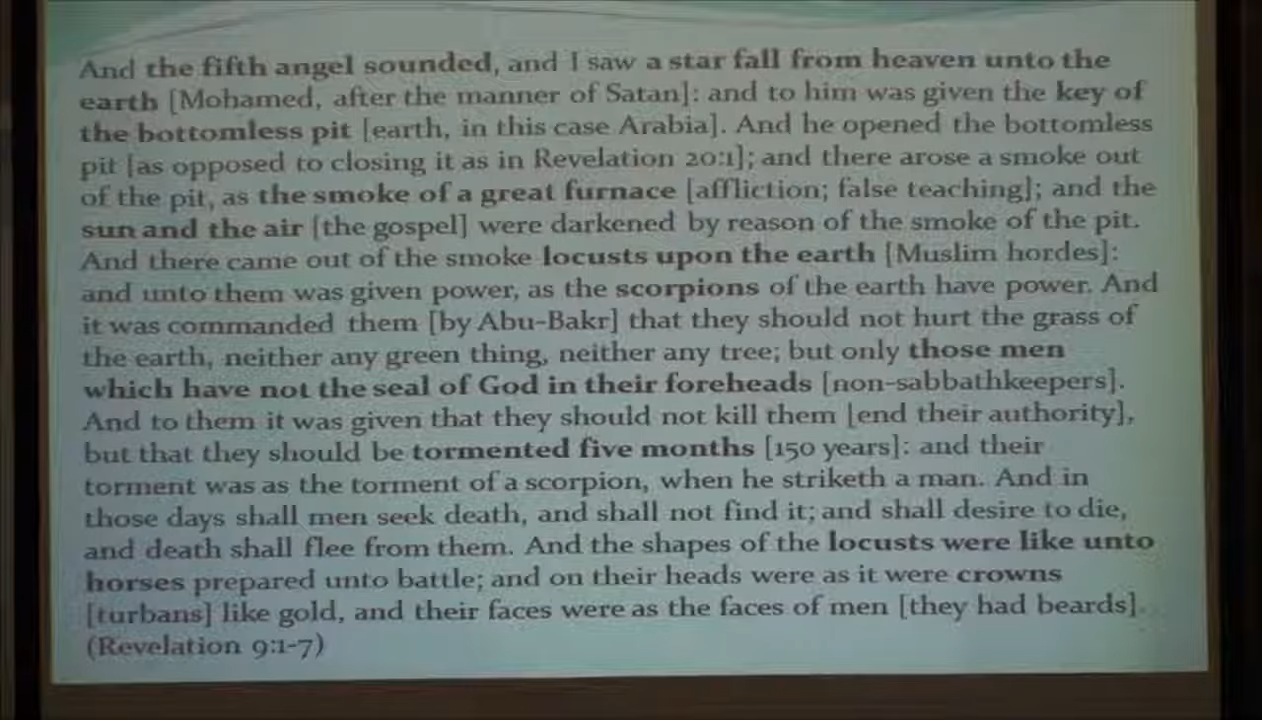 And the fifth angel sounded, and I saw a star fall from heaven unto the
earth [Mohamed, after the manner of Satan]: and to him was given the key of
the bottomless pit [earth, in this case Arabia]. And he opened the bottomless
pit [as opposed to closing it as in Revelation 20:1]; and there arose a smoke out
of the pit, as the smoke of a great furnace [affliction; false teaching]; and the
sun and the air [the gospel] were darkened by reason of the smoke of the pit.
And there came out of the smoke locusts upon the earth [Muslim hordes]:
and unto them was given power, as the scorpions of the earth have power. And
it was commanded them [by Abu-Bakr] that they should not hurt the grass of
the earth, neither any green thing, neither any tree; but only those men
which have not the seal of God in their foreheads [non-sabbathkeepers].
And to them it was given that they should not kill them [end their authority],
but that they should be tormented five months [150 years]: and their
torment was as the torment of a scorpion, when he striketh a man. And in
those days shall men seek death, and shall not find it; and shall desire to die,
and death shall flee from them. And the shapes of the locusts were like unto
horses prepared unto battle; and on their heads were as it were crowns
[turbans] like gold, and their faces were as the faces of men [they had beards].
(Revelation 9:1-7)